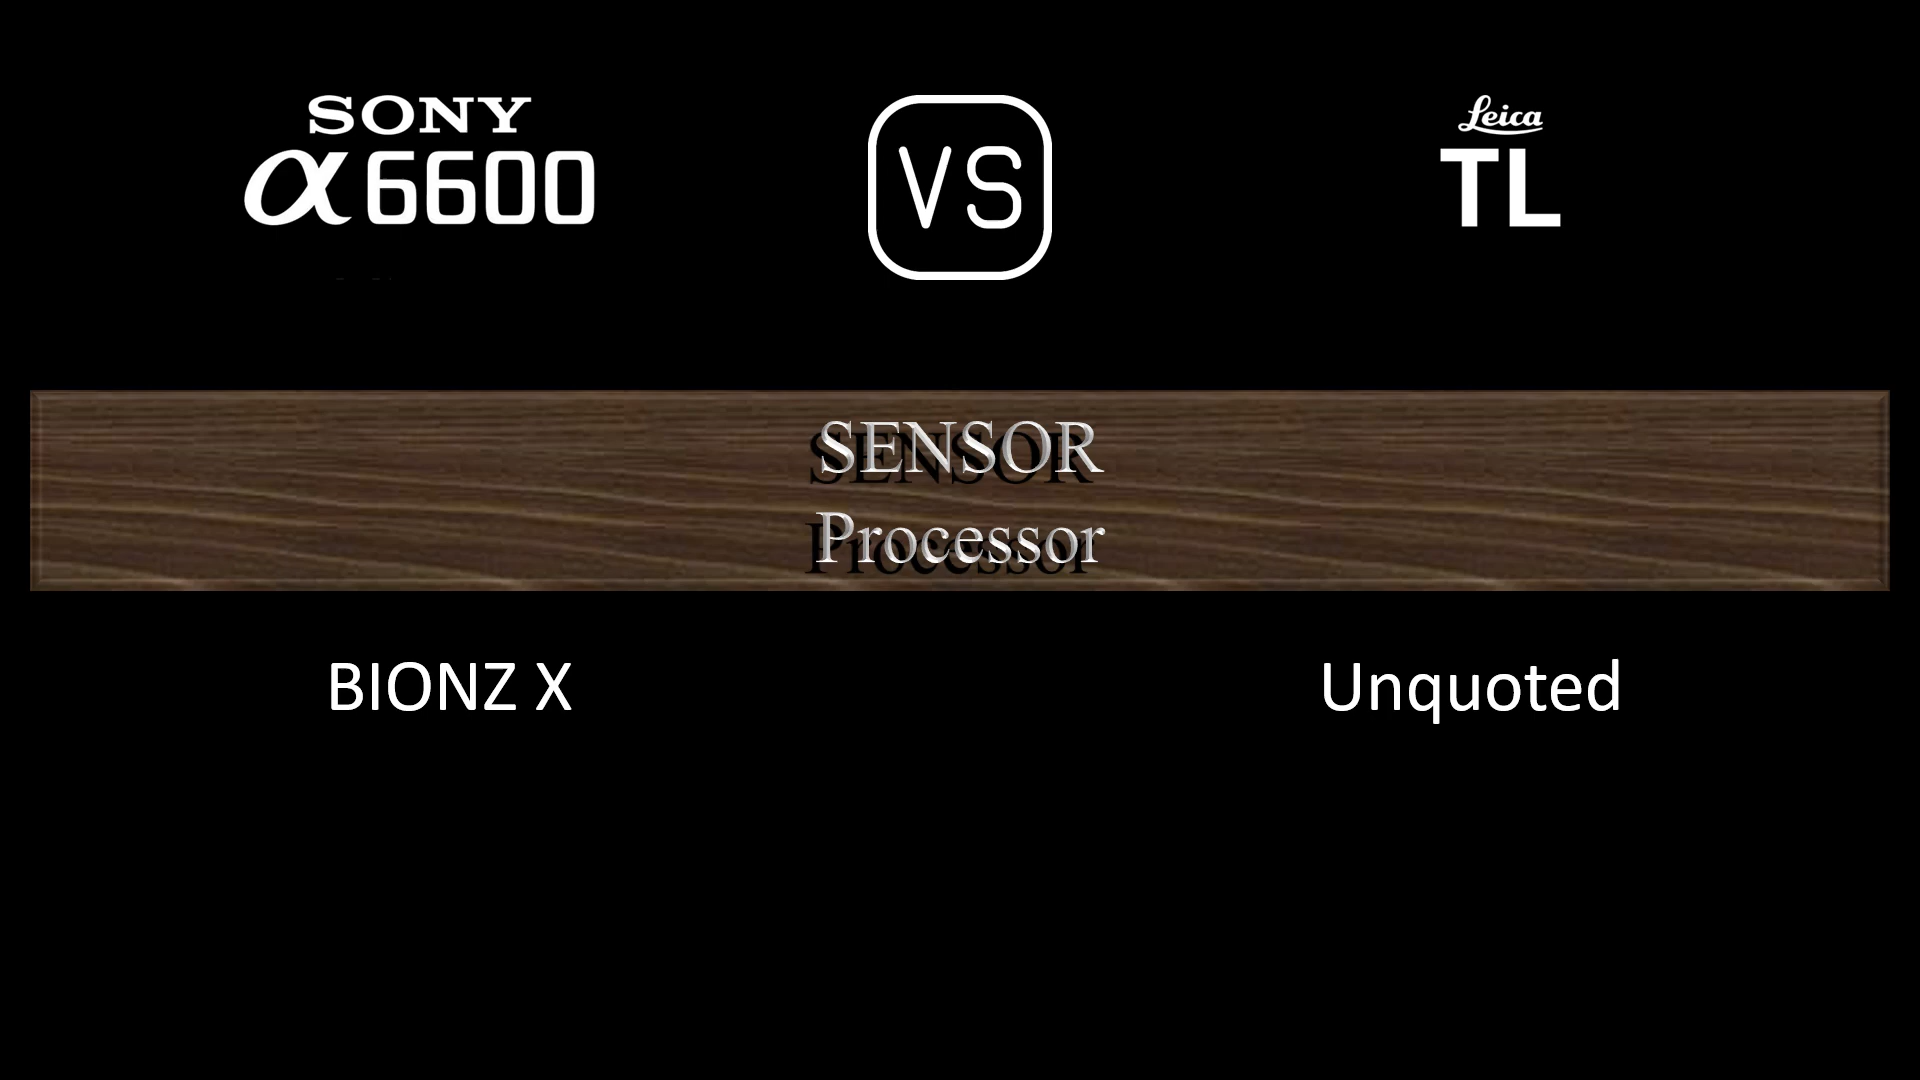 SONY
α6600
VS
Leica
TL
SENSOR
Processor
BIONZ X
Unquoted